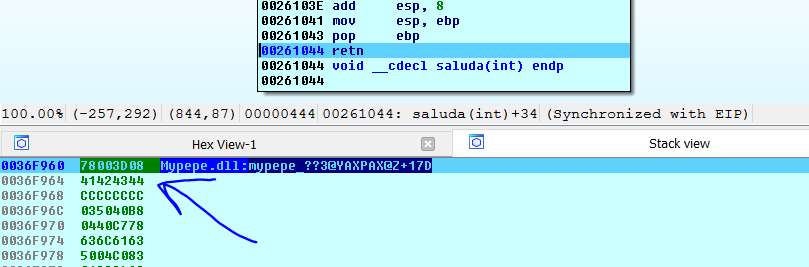 0026103E add     esp, 8
00261041 mov     esp, ebp
00261043 pop     ebp
00261044 retn
00261044 void __cdecl saluda(int) endp
00261044
100.00% (-257,292) (844,87) 00000444 00261044: saluda(int)+34 (Synchronized with EIP)
Hex View-1 Stack view
0036F960 78003D08 Mypepe.dll:mypepe_??3@YAXPAX@Z+17D
0036F964 41424344
0036F968 CCCCCCCC
0036F96C 035040B8
0036F970 0440C778
0036F974 636C6163
0036F978 5004C083